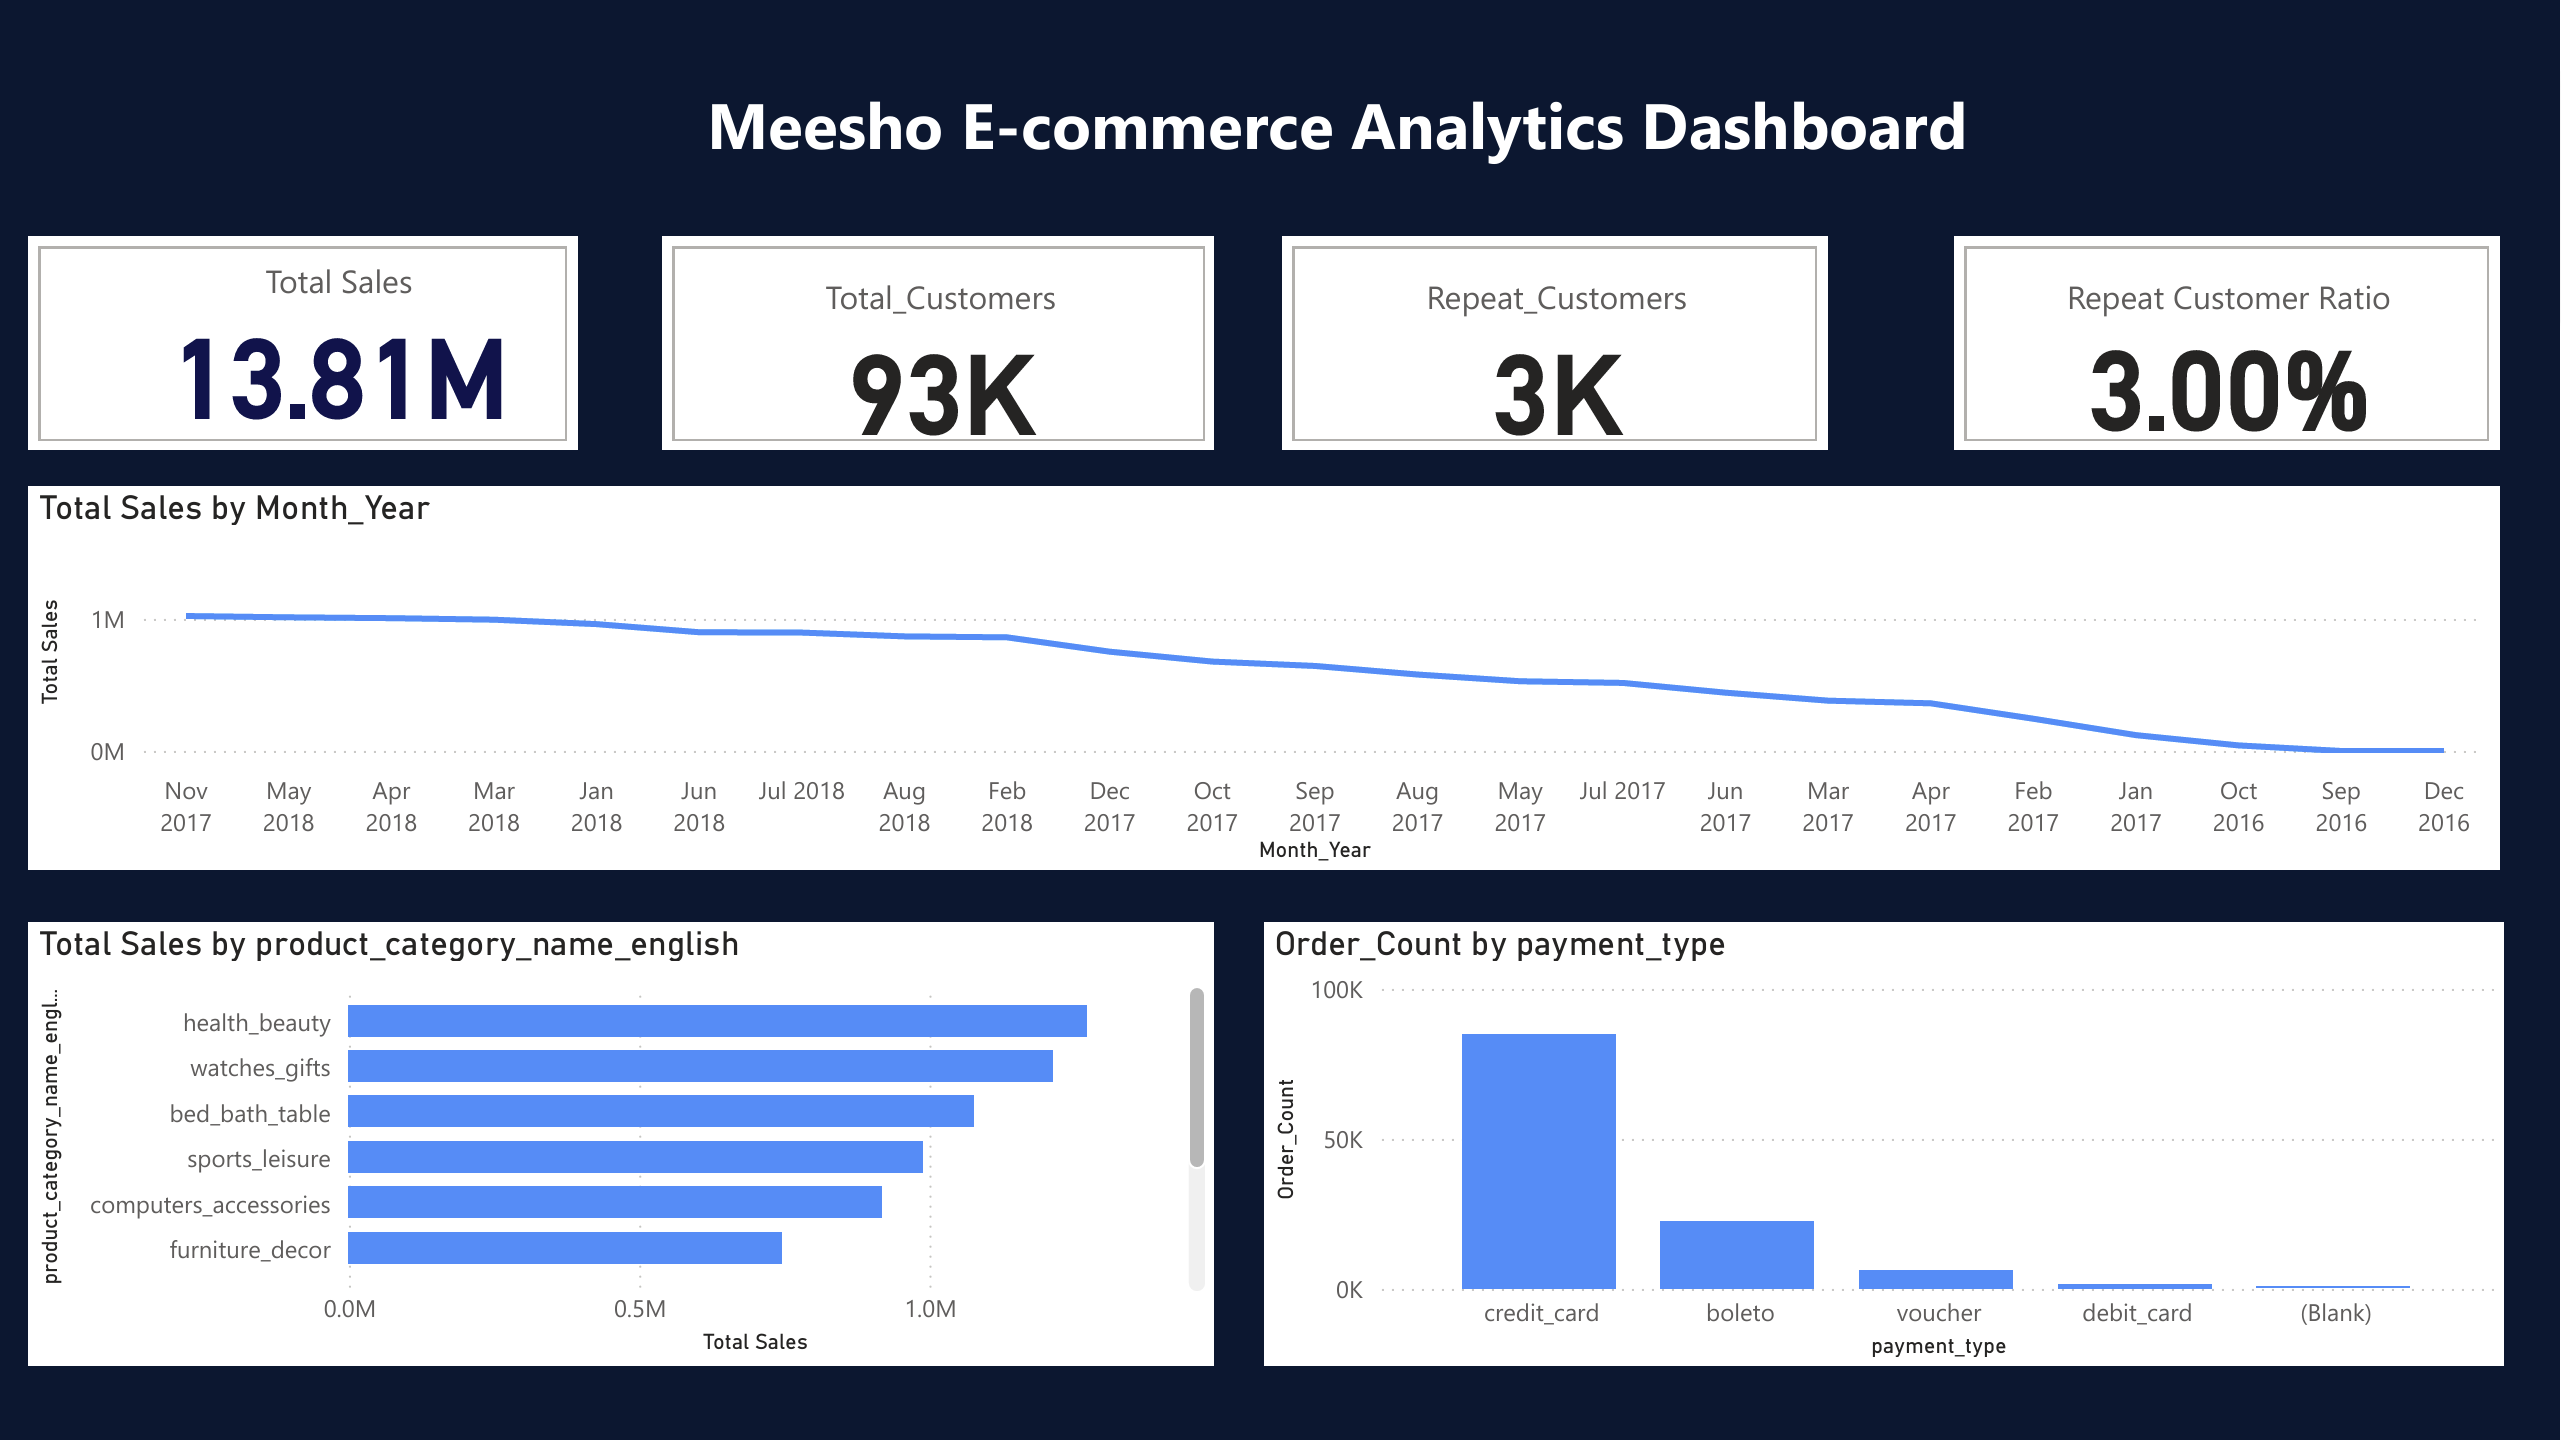 Meesho E-commerce Analytics Dashboard
Total Sales
13.81M
Total_Customers
93K
Repeat_Customers
3K
Repeat Customer Ratio
3.00%
Total Sales by Month_Year
Total Sales
1M
0M
Nov 2017
May 2018
Apr 2018
Mar 2018
Jan 2018
Jun 2018
Jul 2018
Aug 2018
Feb 2018
Dec 2017
Oct 2017
Sep 2017
Aug 2017
May 2017
Jul 2017
Jun 2017
Mar 2017
Apr 2017
Feb 2017
Jan 2017
Oct 2016
Sep 2016
Dec 2016
Month_Year
Total Sales by product_category_name_english
product_category_name_engl...
health_beauty
watches_gifts
bed_bath_table
sports_leisure
computers_accessories
furniture_decor
0.0M 0.5M 1.0M
Total Sales
Order_Count by payment_type
Order_Count
100K
50K
0K
credit_card boleto voucher debit_card (Blank)
payment_type